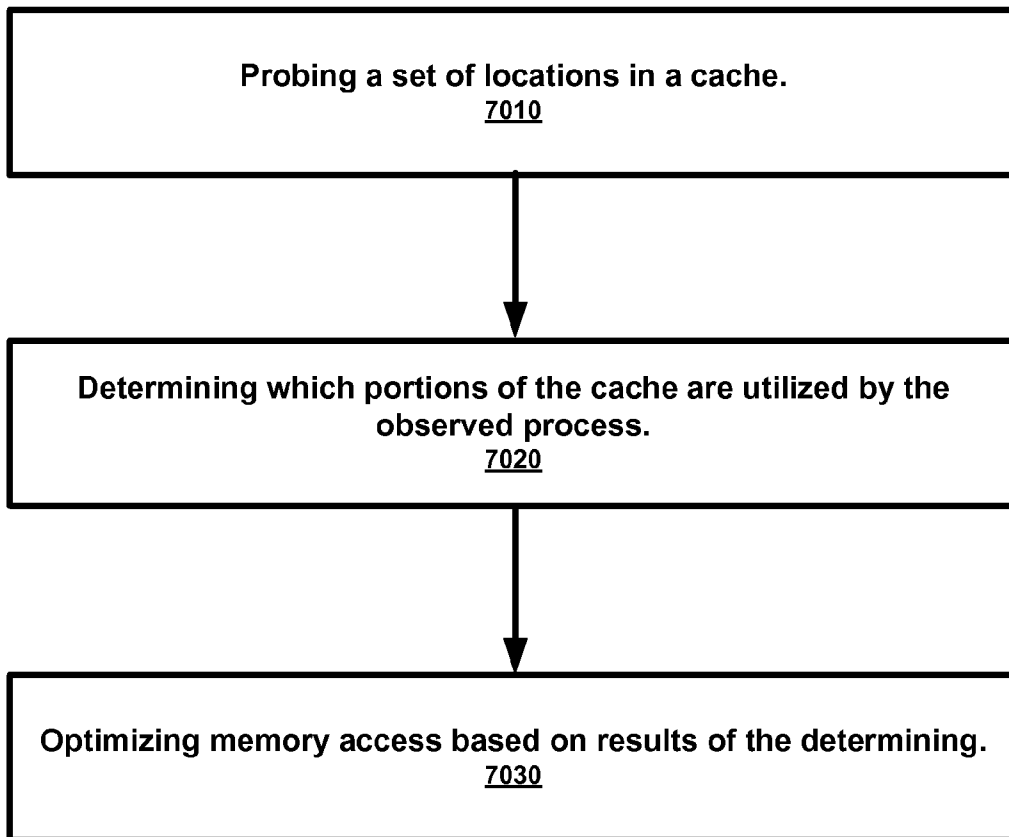 Probing a set of locations in a cache.
7010
Determining which portions of the cache are utilized by the
observed process.
7020
Optimizing memory access based on results of the determining.
7030